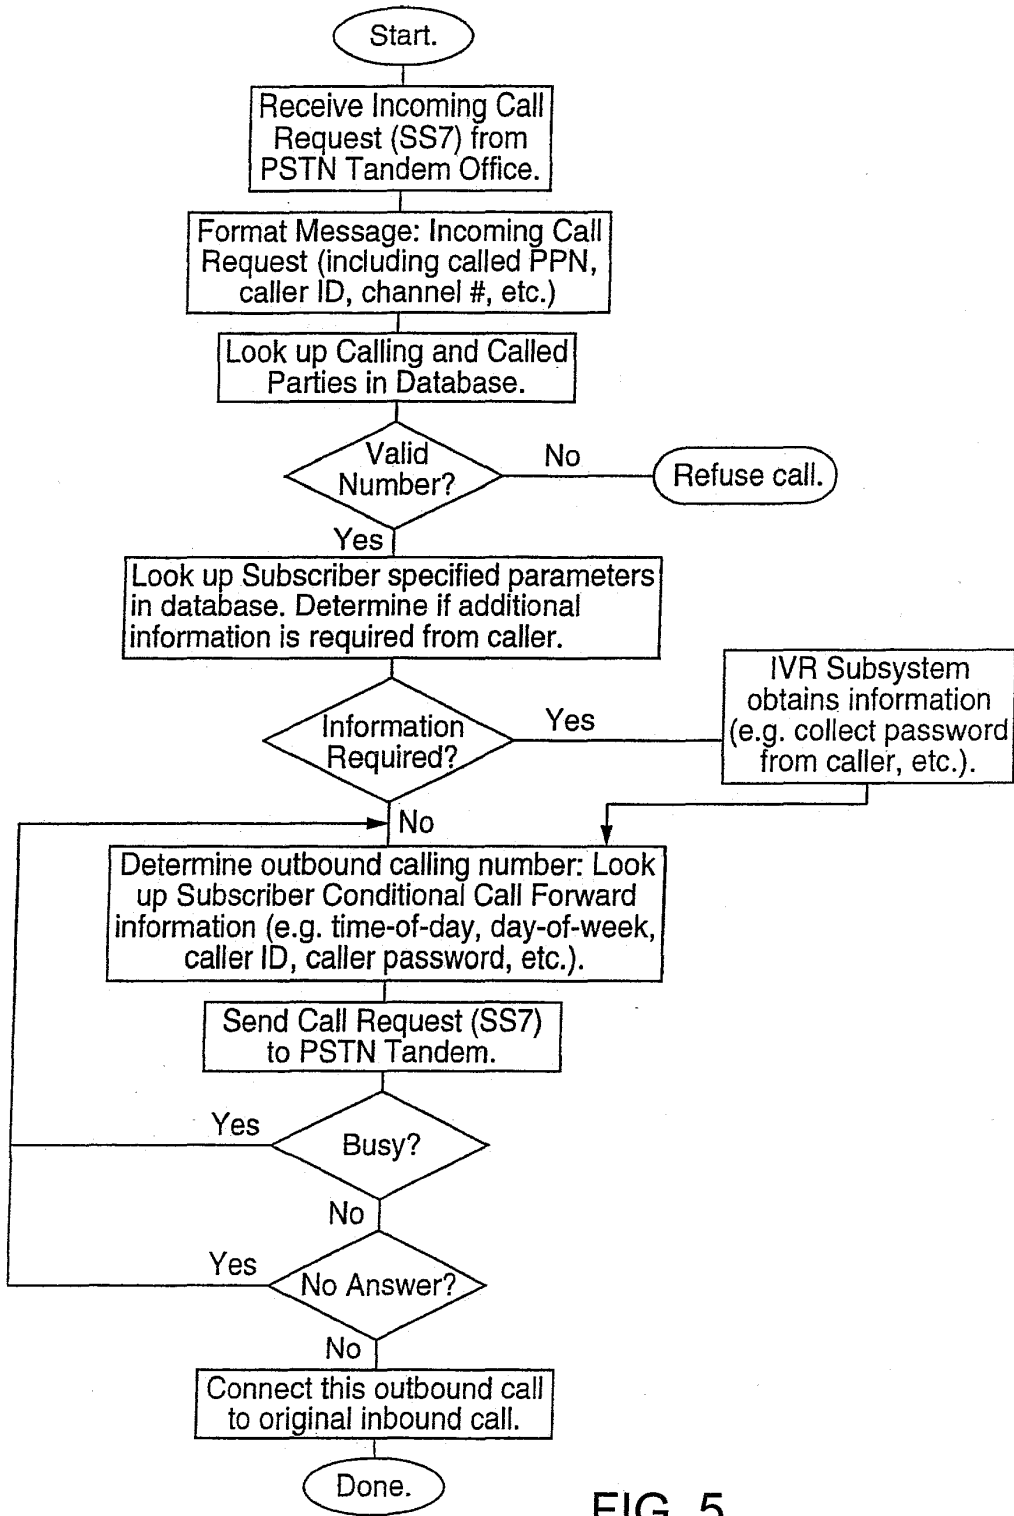 Start.
Receive Incoming Call
Request (SS7) from
PSTN Tandem Office.
Format Message: Incoming Call
Request (including called PPN,
caller ID, channel #, etc.)
Look up Calling and Called
Parties in Database.
Valid
Number?
No
Refuse call.
Yes
Look up Subscriber specified parameters
in database. Determine if additional
information is required from caller.
Information
Required?
Yes
IVR Subsystem
obtains information
(e.g. collect password
from caller, etc.).
No
Determine outbound calling number: Look
up Subscriber Conditional Call Forward
information (e.g. time-of-day, day-of-week,
caller ID, caller password, etc.).
Send Call Request (SS7)
to PSTN Tandem.
Yes
Busy?
No
Yes
No Answer?
No
Connect this outbound call
to original inbound call.
Done.
FIG. 5